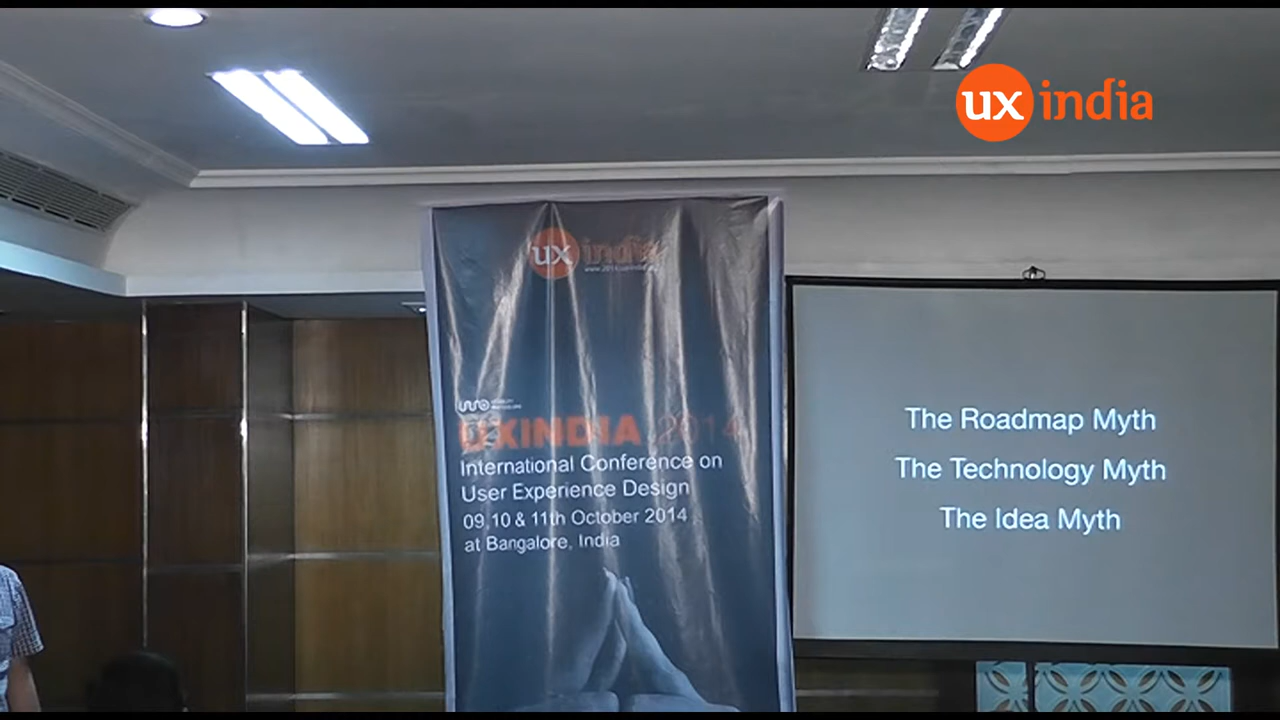 ux india
ux india
UXINDIA 2014
International Conference on
User Experience Design
09,10 & 11th October 2014
at Bangalore, India
The Roadmap Myth
The Technology Myth
The Idea Myth